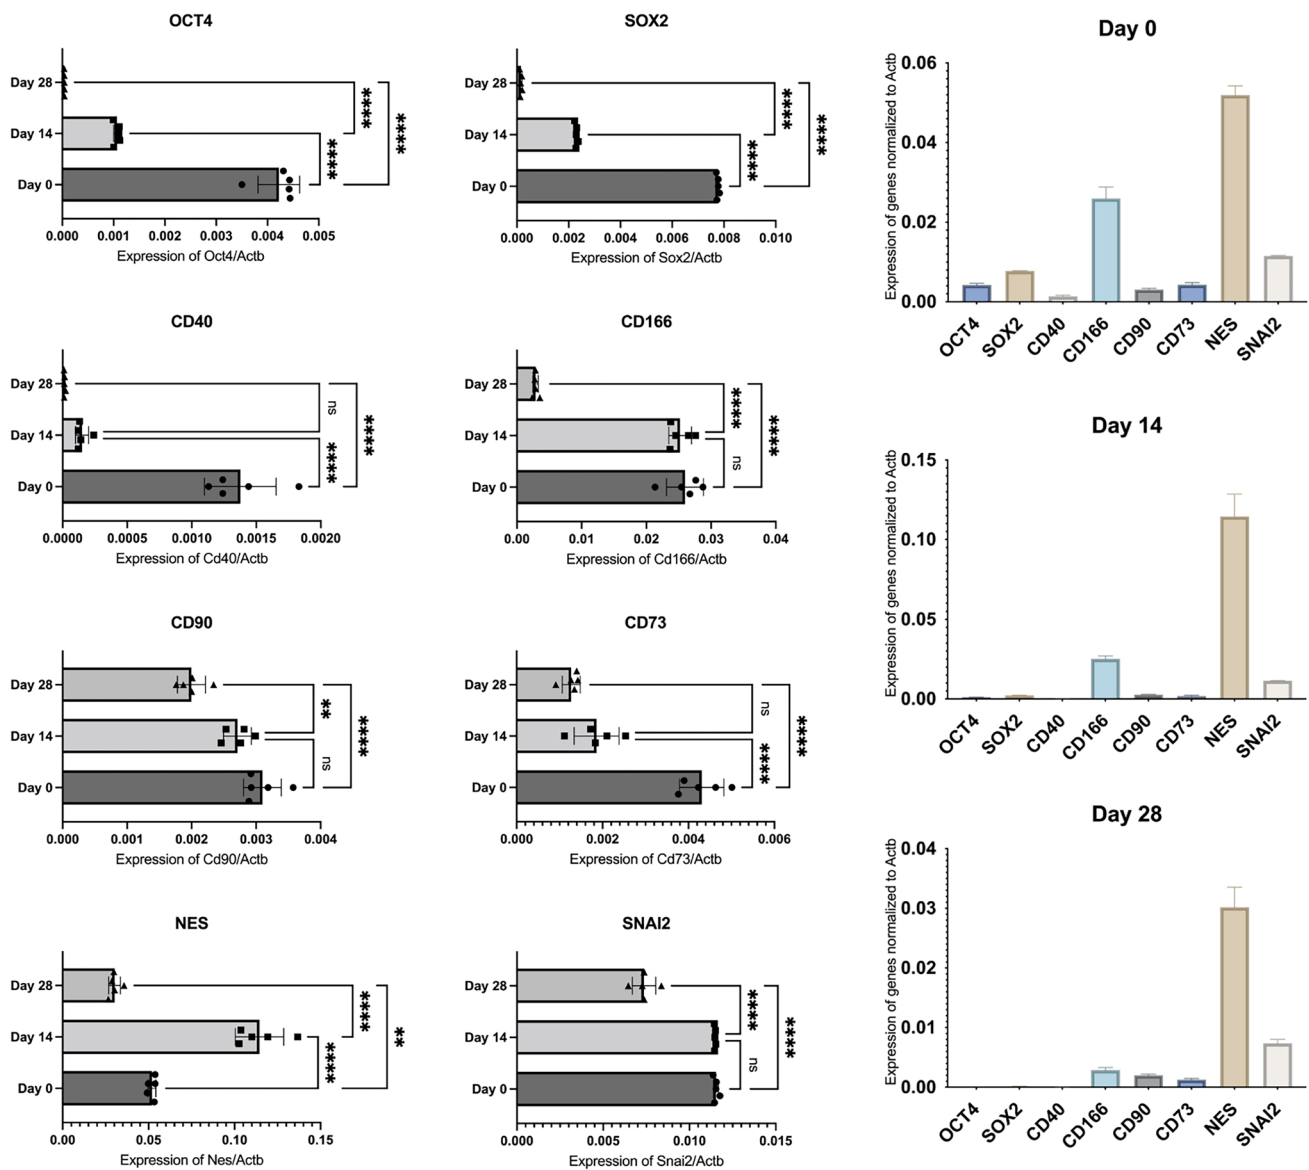 OCT4
Day 28
Day 14
Day 0
****
****
****
0.000 0.001 0.002 0.003 0.004 0.005
Expression of Oct4/Actb
SOX2
Day 28
Day 14
Day 0
****
****
****
0.000 0.002 0.004 0.006 0.008 0.010
Expression of Sox2/Actb
CD40
Day 28
Day 14
Day 0
ns
****
****
0.0000 0.0005 0.0010 0.0015 0.0020
Expression of Cd40/Actb
CD166
Day 28
Day 14
Day 0
****
ns
****
0.00 0.01 0.02 0.03 0.04
Expression of Cd166/Actb
CD90
Day 28
Day 14
Day 0
**
ns
****
0.000 0.001 0.002 0.003 0.004
Expression of Cd90/Actb
CD73
Day 28
Day 14
Day 0
ns
****
****
0.000 0.002 0.004 0.006
Expression of Cd73/Actb
NES
Day 28
Day 14
Day 0
****
****
**
0.00 0.05 0.10 0.15
Expression of Nes/Actb
SNAI2
Day 28
Day 14
Day 0
****
ns
****
0.000 0.005 0.010 0.015
Expression of Snai2/Actb
Day 0
Expression of genes normalized to Actb
0.06
0.04
0.02
0.00
OCT4 SOX2 CD40 CD166 CD90 CD73 NES SNAI2
Day 14
Expression of genes normalized to Actb
0.15
0.10
0.05
0.00
OCT4 SOX2 CD40 CD166 CD90 CD73 NES SNAI2
Day 28
Expression of genes normalized to Actb
0.04
0.03
0.02
0.01
0.00
OCT4 SOX2 CD40 CD166 CD90 CD73 NES SNAI2